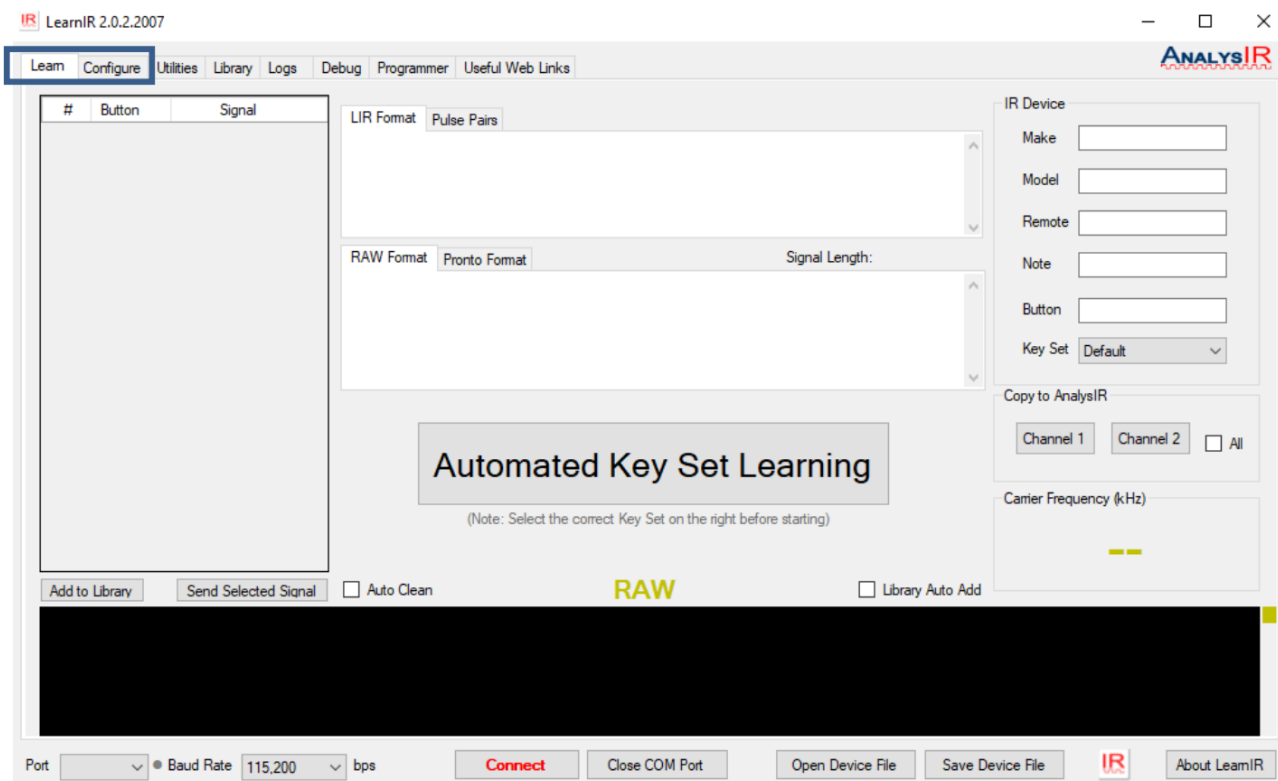 IR LearnIR 2.0.2.2007
Learn Configure Utilities Library Logs Debug Programmer Useful Web Links
ANALYSIR
# Button Signal
LIR Format Pulse Pairs
RAW Format Pronto Format Signal Length:
Automated Key Set Learning
(Note: Select the correct Key Set on the right before starting)
IR Device
Make
Model
Remote
Note
Button
Key Set Default
Copy to AnalysIR
Channel 1 Channel 2 All
Carrier Frequency (kHz)
--
Add to Library Send Selected Signal Auto Clean RAW Library Auto Add
Port Baud Rate 115,200 bps Connect Close COM Port Open Device File Save Device File IR About LearnIR